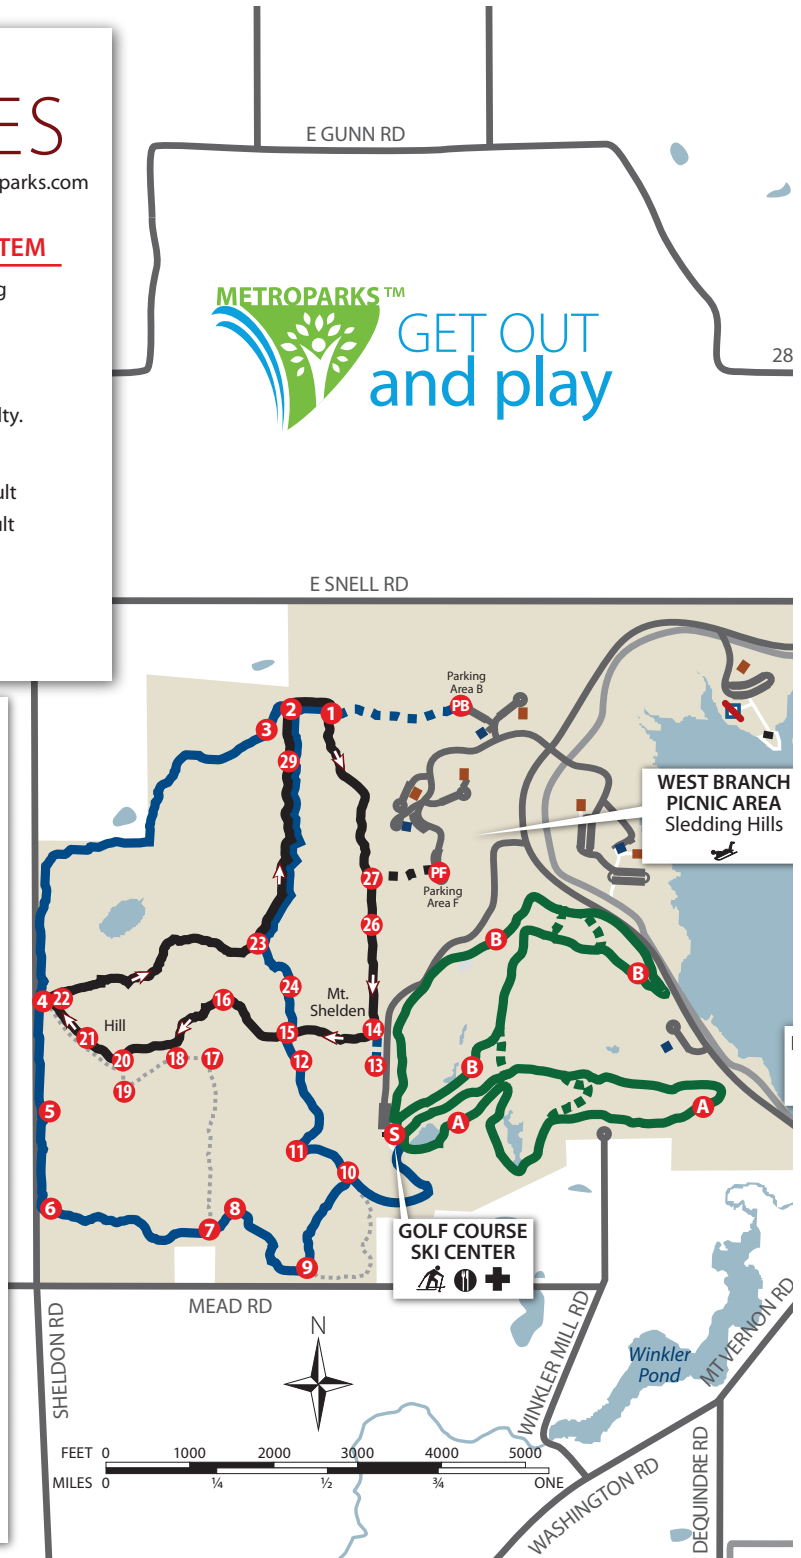 ES
parks.com
TEM
g
lty.
ult
lt
E GUNN RD
28
METROPARKS™
GET OUT
and play
E SNELL RD
Parking
Area B
PB
2
1
3
29
WEST BRANCH
PICNIC AREA
Sledding Hills
27
PF
Parking
Area F
26
B
23
B
24
4
22
16
Mt.
Shelden
Hill
21
15
14
20
18
17
12
13
B
19
5
A
A
S
11
10
6
8
7
9
GOLF COURSE
SKI CENTER
MEAD RD
SHELDON RD
N
WINKLER MILL RD
Winkler
Pond
MT VERNON RD
FEET 0 1000 2000 3000 4000 5000
MILES 0 ¼ ½ ¾ ONE
WASHINGTON RD
DEQUINDRE RD